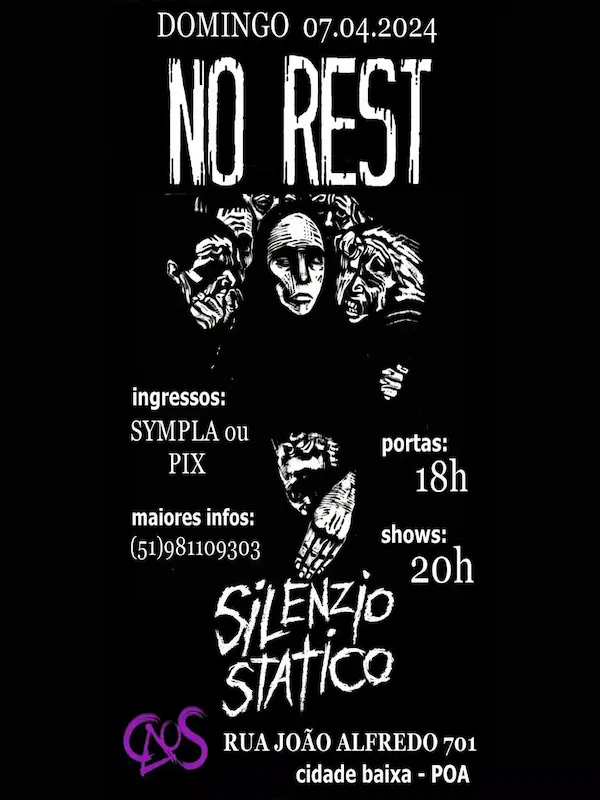 DOMINGO 07.04.2024
NO REST
ingressos:
SYMPLA ou
PIX
maiores infos:
(51)981109303
portas:
18h
shows:
20h
SiLENZiO
STATiCO
CAOS
RUA JOÃO ALFREDO 701
cidade baixa - POA